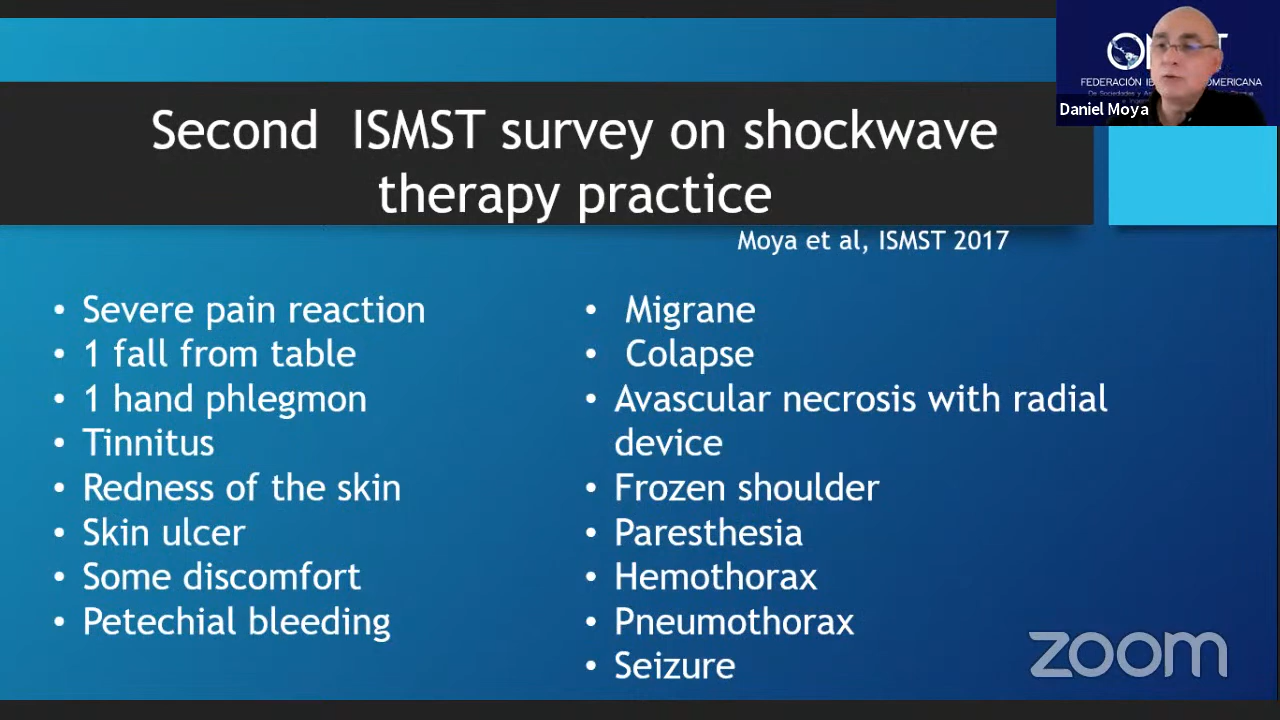 FEDERACIÓN IB OMERICANA
Daniel Moya
Second ISMST survey on shockwave
therapy practice
Moya et al, ISMST 2017
• Severe pain reaction
• 1 fall from table
• 1 hand phlegmon
• Tinnitus
• Redness of the skin
• Skin ulcer
• Some discomfort
• Petechial bleeding
• Migrane
• Colapse
• Avascular necrosis with radial
device
• Frozen shoulder
• Paresthesia
• Hemothorax
• Pneumothorax
• Seizure
zoom